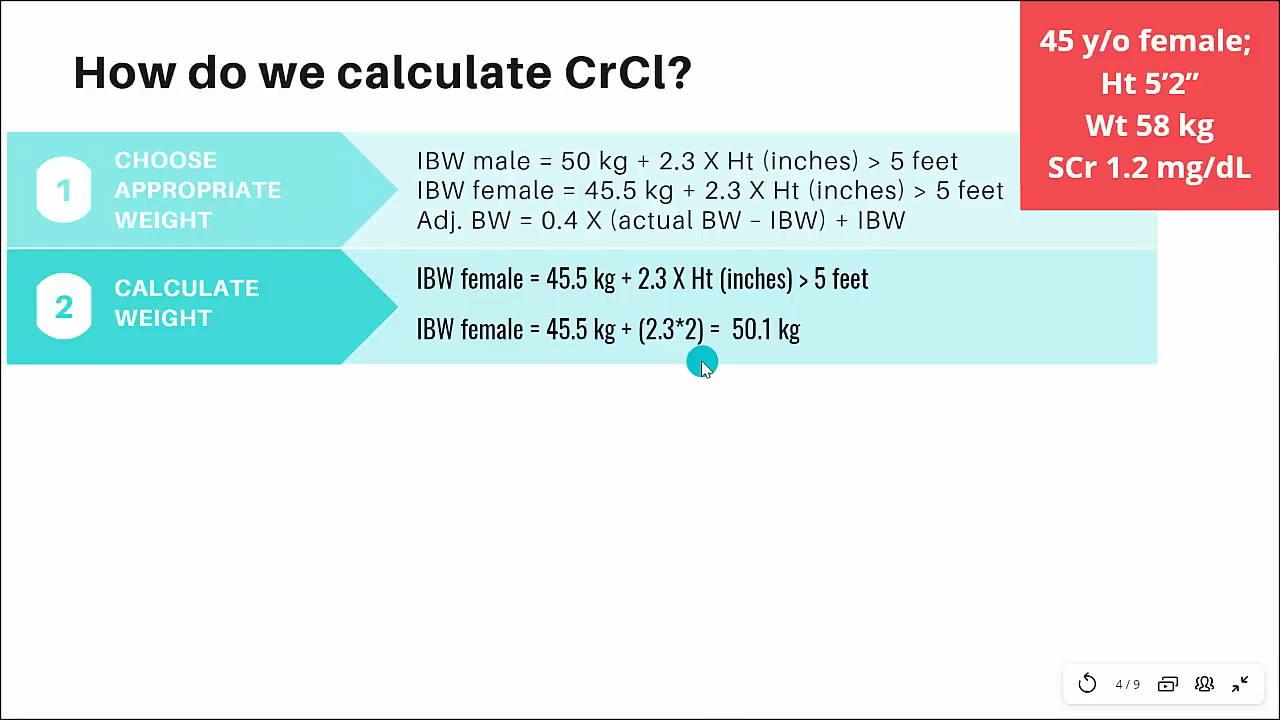 How do we calculate CrCl?
45 y/o female;
Ht 5’2”
Wt 58 kg
SCr 1.2 mg/dL
1
CHOOSE
APPROPRIATE
WEIGHT
IBW male = 50 kg + 2.3 X Ht (inches) > 5 feet
IBW female = 45.5 kg + 2.3 X Ht (inches) > 5 feet
Adj. BW = 0.4 X (actual BW – IBW) + IBW
2
CALCULATE
WEIGHT
IBW female = 45.5 kg + 2.3 X Ht (inches) > 5 feet
IBW female = 45.5 kg + (2.3*2) = 50.1 kg
4 / 9